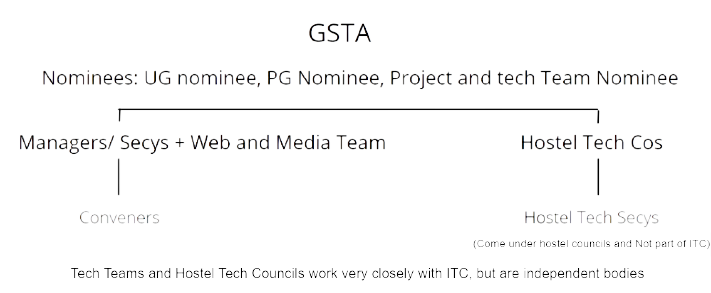 GSTA
Nominees: UG nominee, PG Nominee, Project and tech Team Nominee
Managers/ Secys + Web and Media Team
Hostel Tech Cos
Conveners
Hostel Tech Secys
(Come under hostel councils and Not part of ITC)
Tech Teams and Hostel Tech Councils work very closely with ITC, but are independent bodies